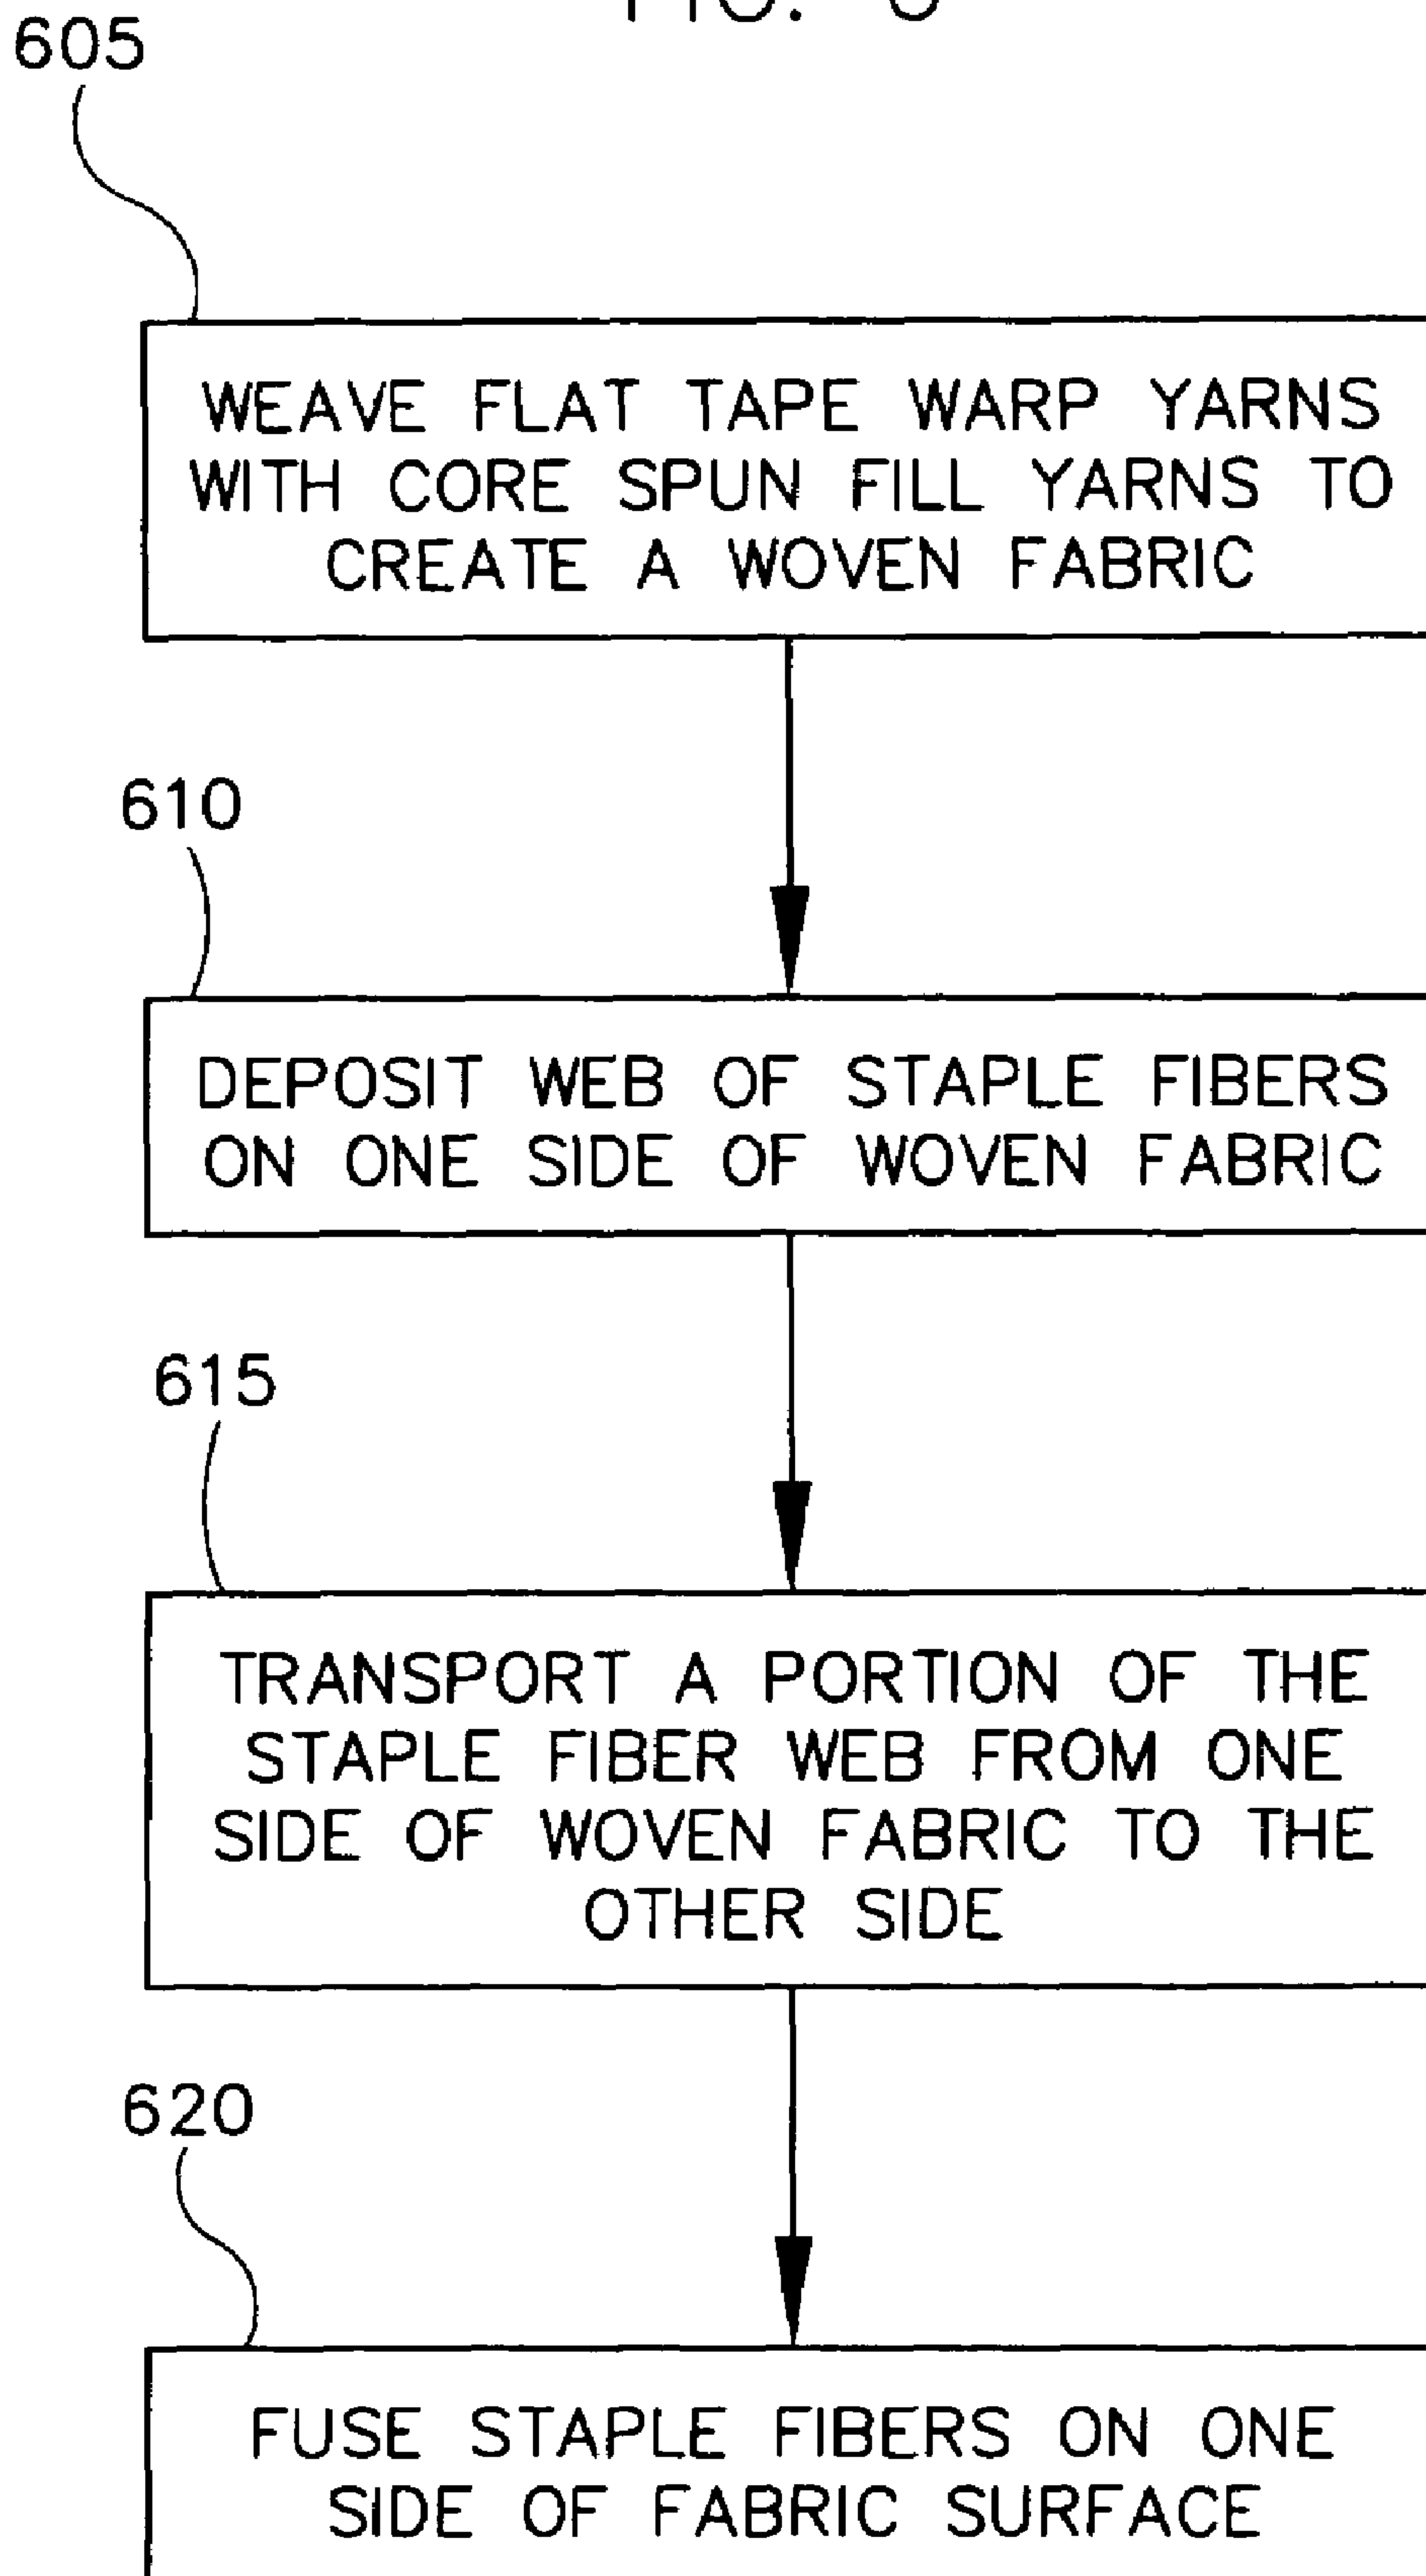 FIG.
605
WEAVE FLAT TAPE WARP YARNS
WITH CORE SPUN FILL YARNS TO
CREATE A WOVEN FABRIC
610
DEPOSIT WEB OF STAPLE FIBERS
ON ONE SIDE OF WOVEN FABRIC
615
TRANSPORT A PORTION OF THE
STAPLE FIBER WEB FROM ONE
SIDE OF WOVEN FABRIC TO THE
OTHER SIDE
620
FUSE STAPLE FIBERS ON ONE
SIDE OF FABRIC SURFACE